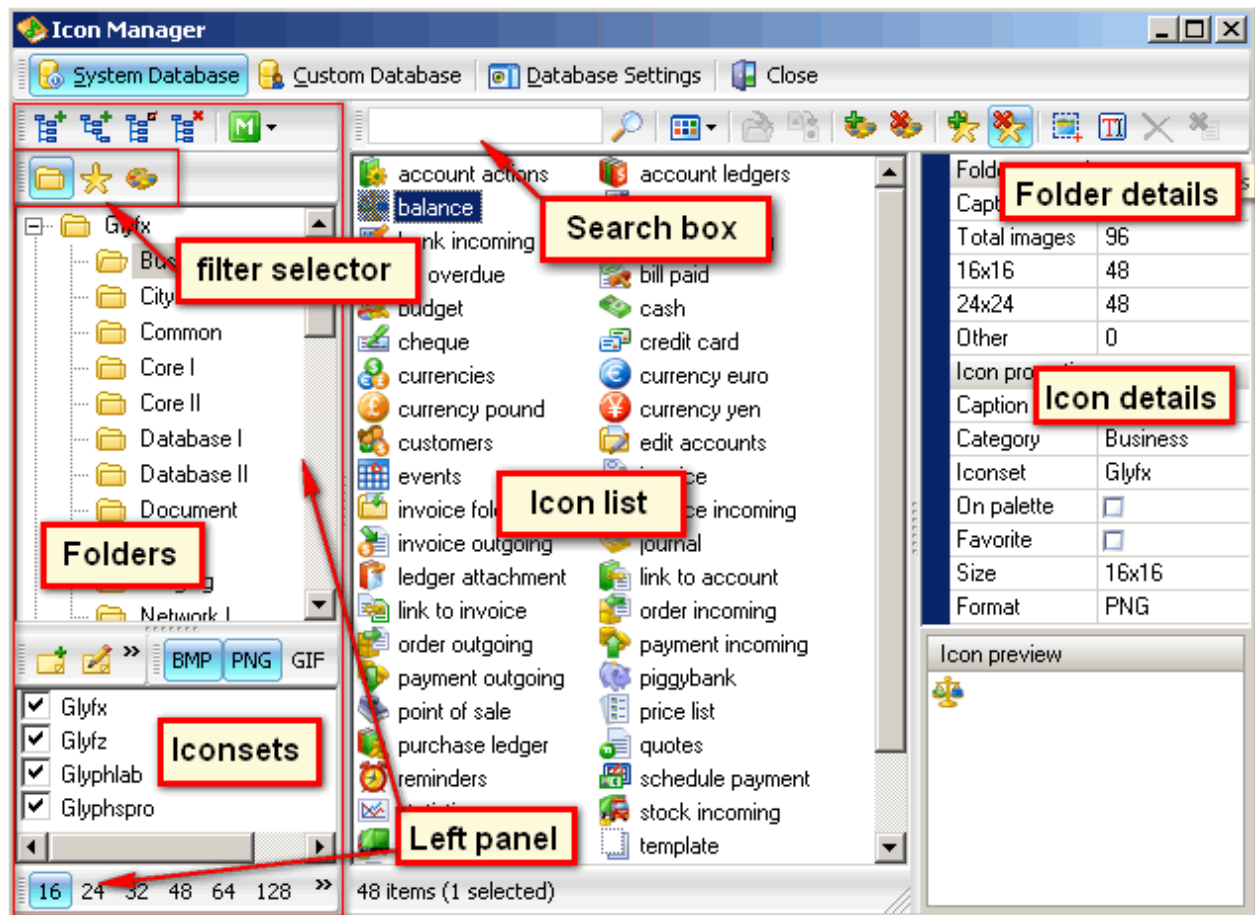 Icon Manager
System Database Custom Database Database Settings Close
M TI
account actions account ledgers
balance
Search box
filter selector
incoming
overdue bill paid
budget cash
cheque credit card
currencies currency euro
currency pound currency yen
customers edit accounts
events
Icon list
invoice incoming
invoice outgoing journal
ledger attachment link to account
link to invoice order incoming
order outgoing payment incoming
payment outgoing piggybank
point of sale price list
purchase ledger quotes
reminders schedule payment
stock incoming
template
48 items (1 selected)
Glyfx
City
Common
Core I
Core II
Database I
Database II
Document
Folders
Network I
BMP PNG GIF
Glyfx
Glyfz
Glyphlab
Glyphspro
Iconsets
Left panel
16 24 32 48 64 128
Folder details
Total images 96
16x16 48
24x24 48
Other 0
Icon details
Caption
Category Business
Iconset Glyfx
On palette
Favorite
Size 16x16
Format PNG
Icon preview